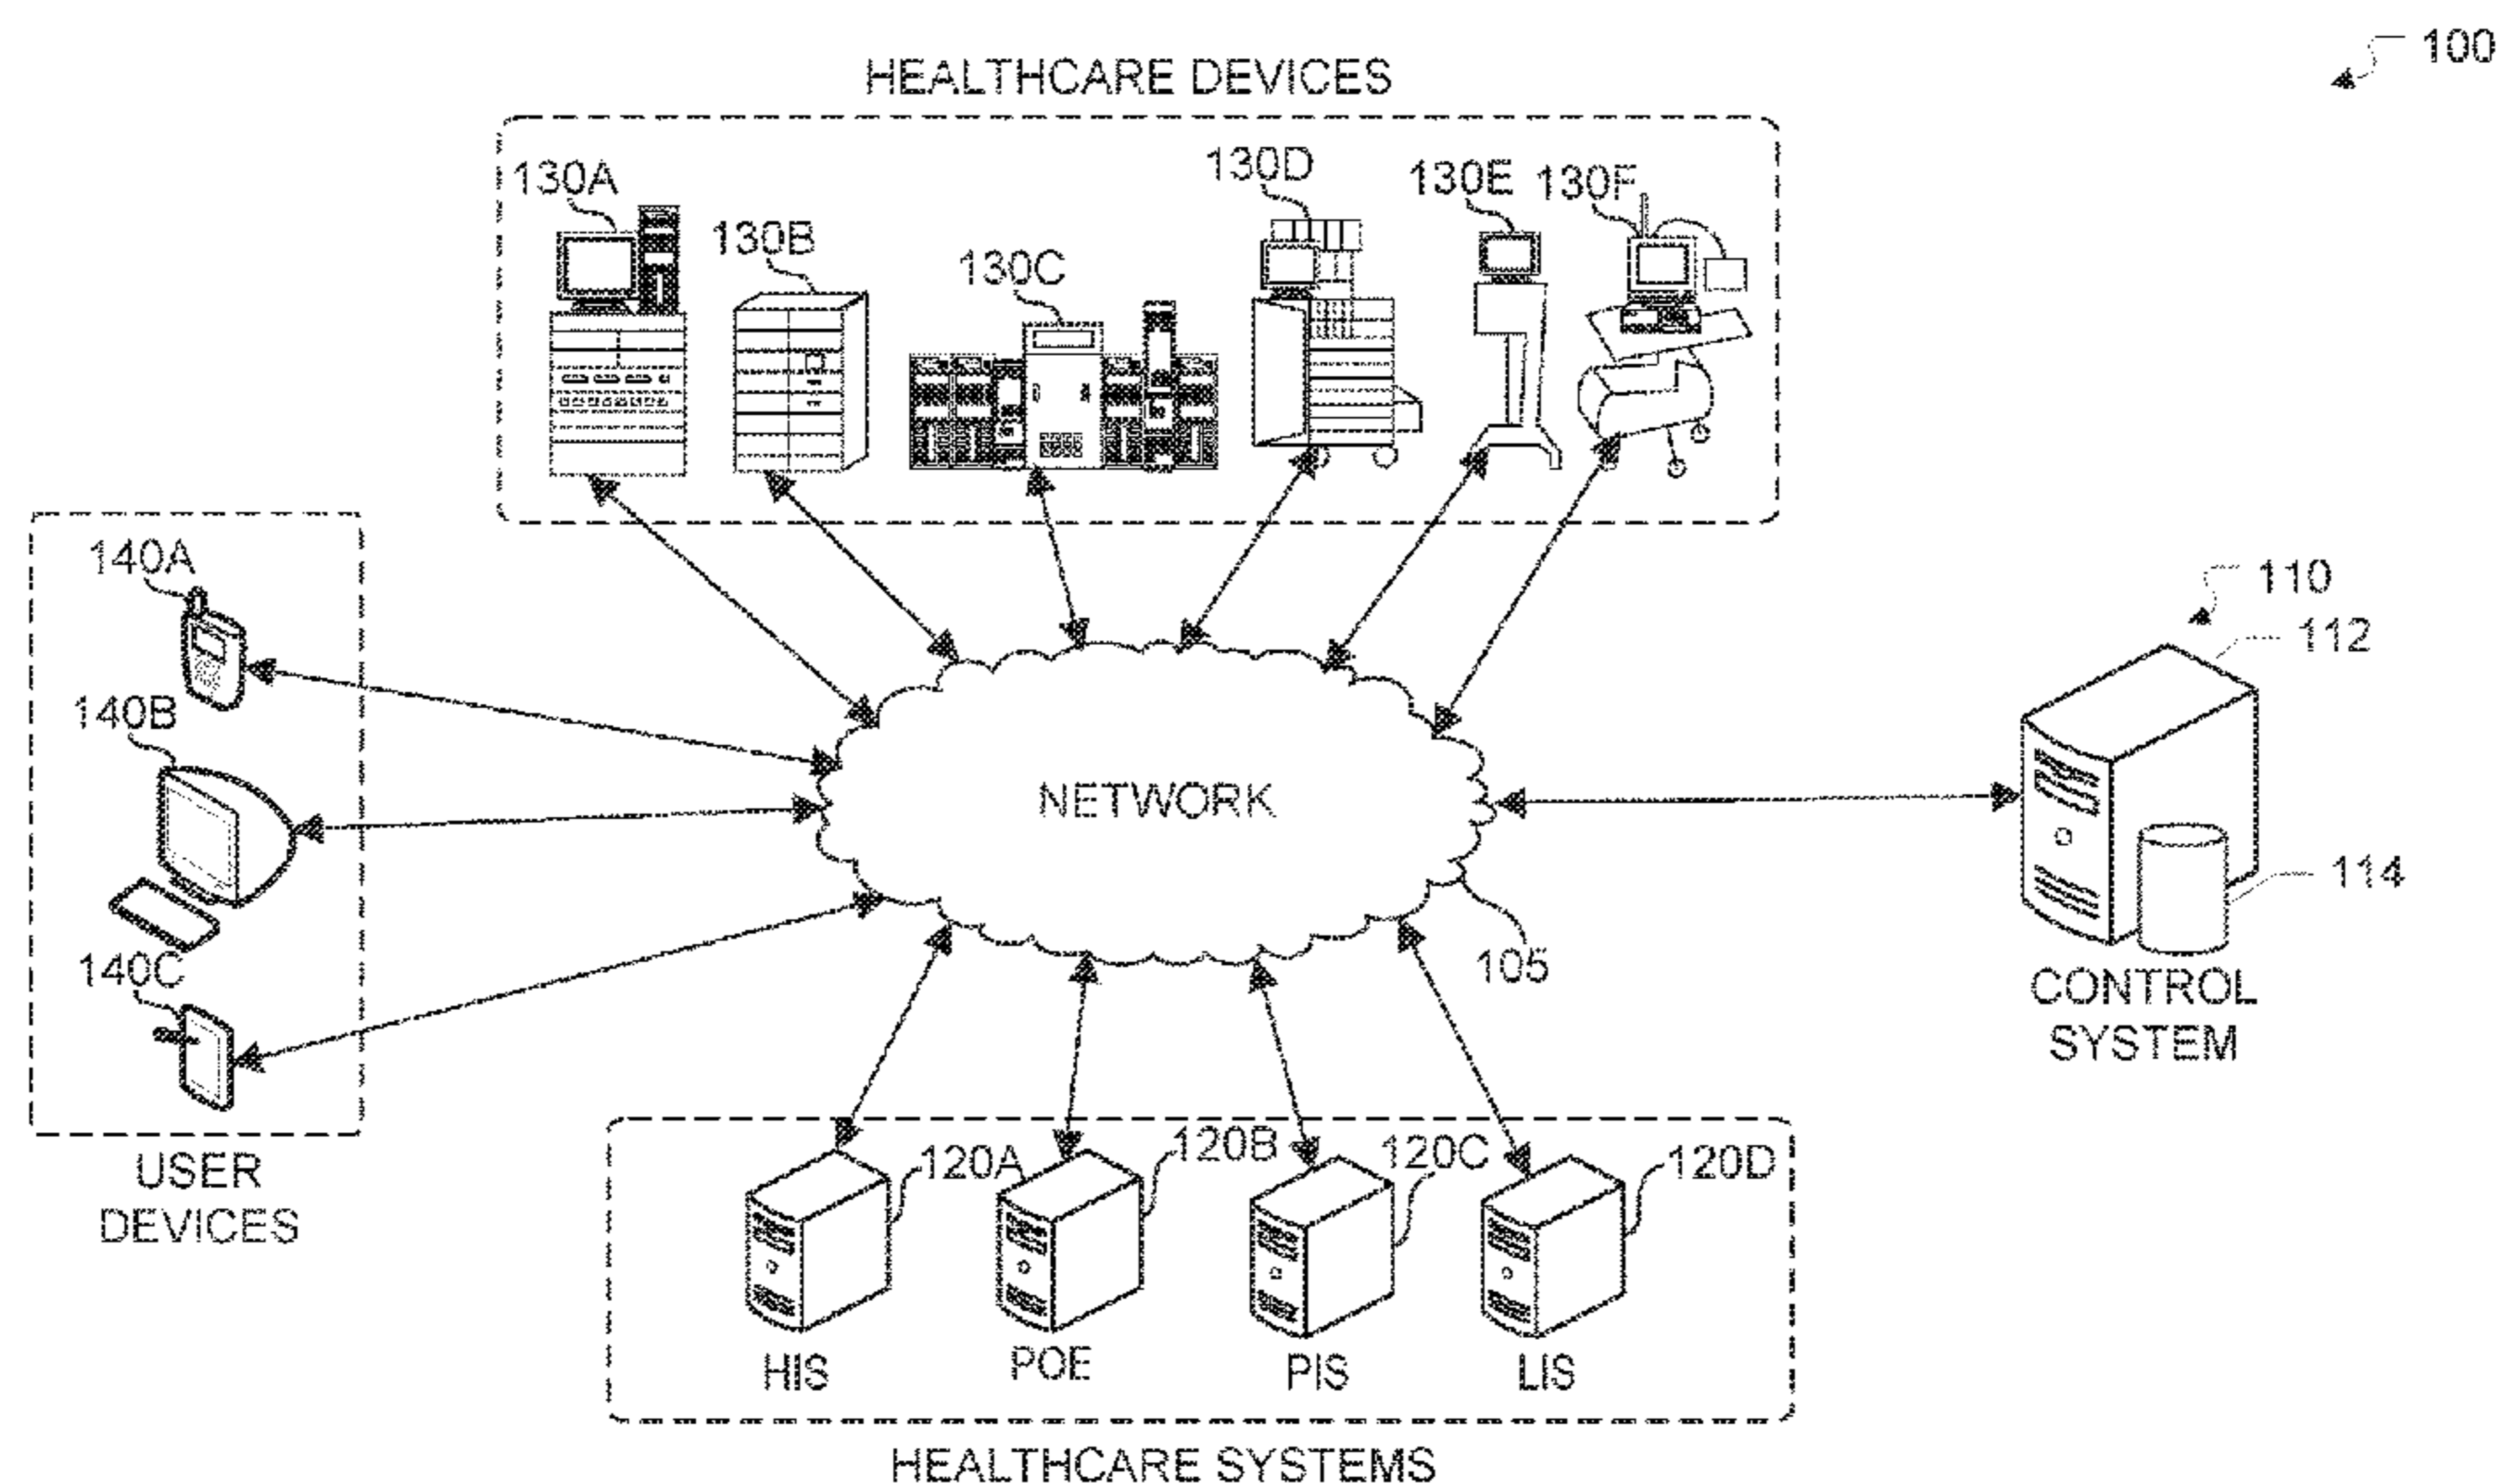 100
HEALTHCARE DEVICES
130A
130B
130C
130D
130E
130F
140A
140B
140C
USER
DEVICES
NETWORK
105
110
112
114
CONTROL
SYSTEM
120A
120B
120C
120D
HIS
POE
PIS
LIS
HEALTHCARE SYSTEMS